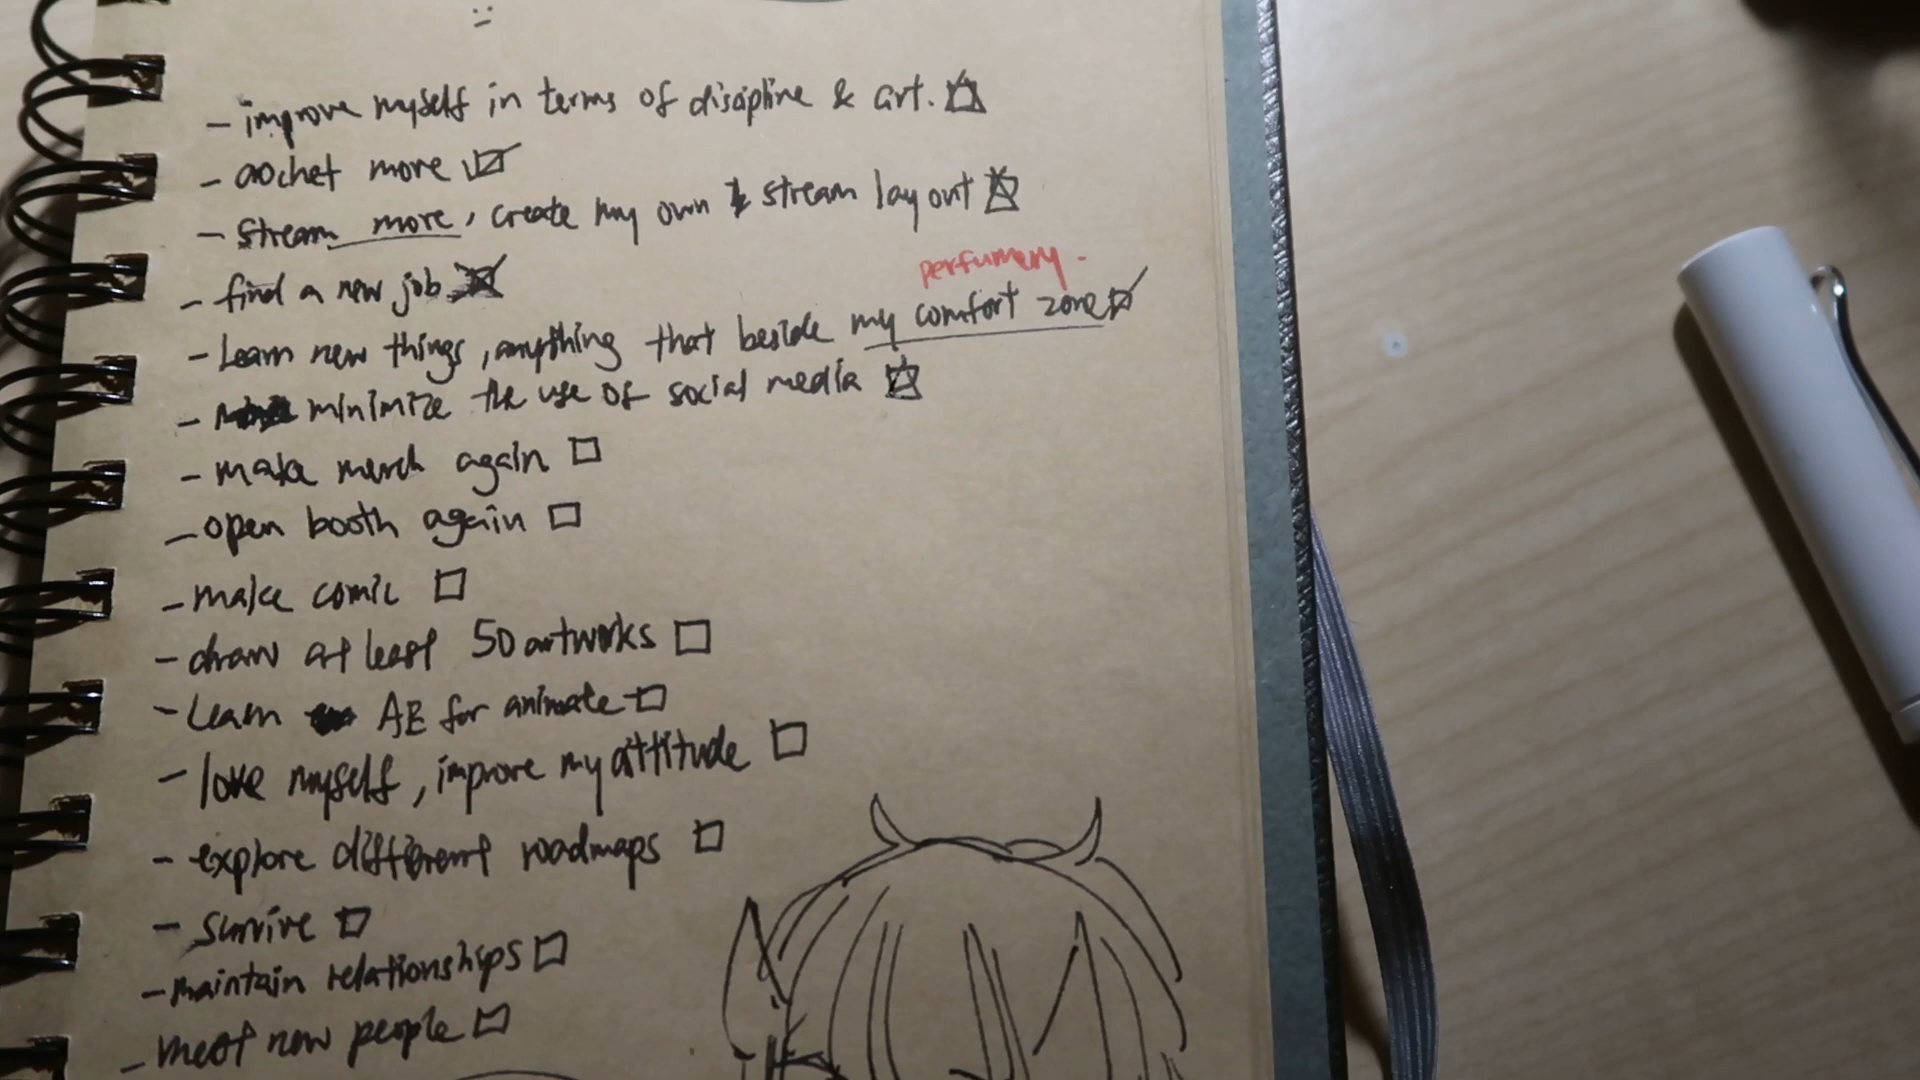 - improve myself in terms of discipline & art.
- crochet more
- stream more, create my own stream layout
- find a new job
perfumery.
- Learn new things, anything that beside my comfort zone
- minimize the use of social media
- make merch again
- open booth again
- make comic
- draw at least 50 artworks
- Learn AE for animate
- love myself, improve my attitude
- explore different roadmaps
- survive
- maintain relationships
- meet new people